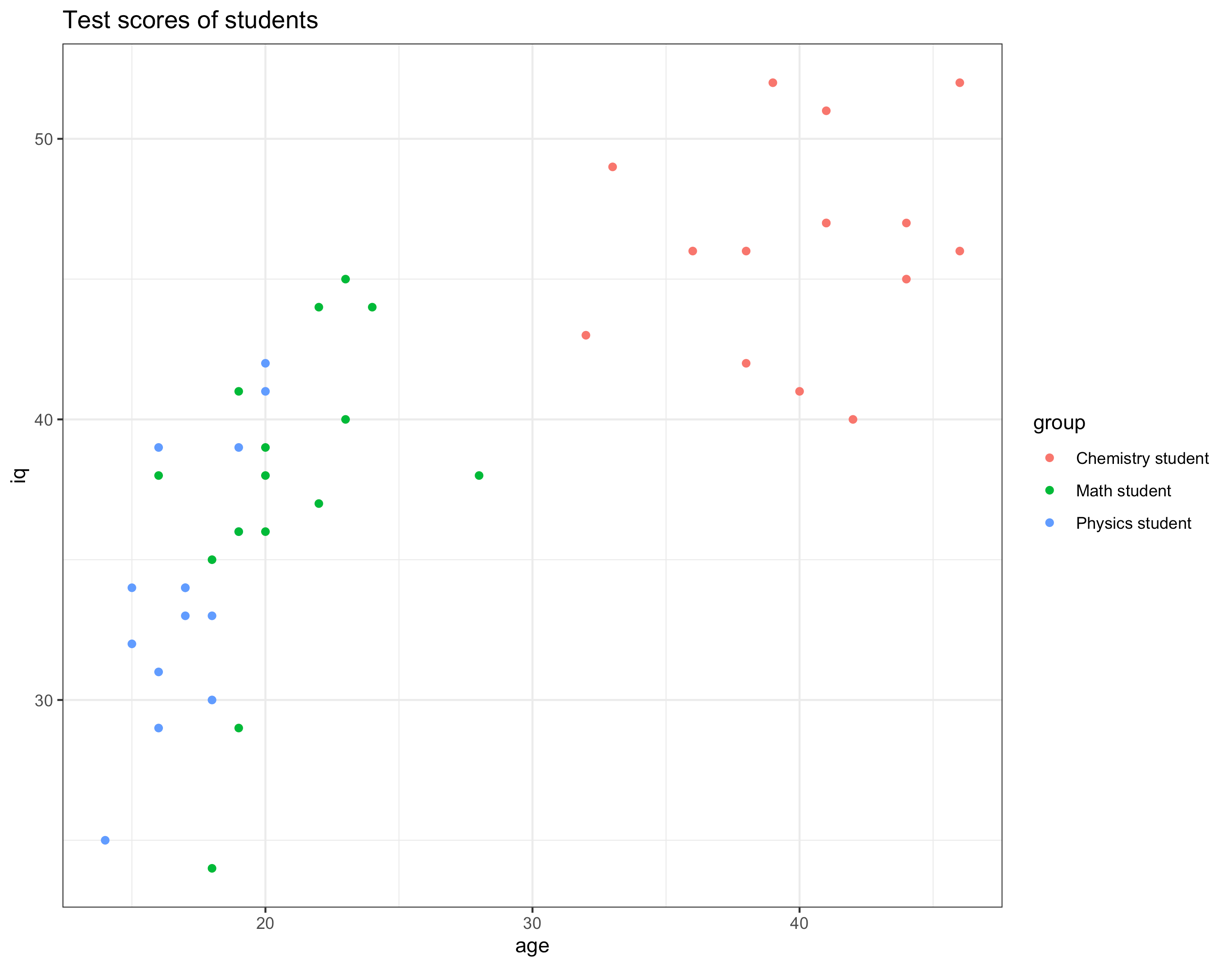 Test scores of students
50
40
30
iq
20 30 40
age
group
Chemistry student
Math student
Physics student